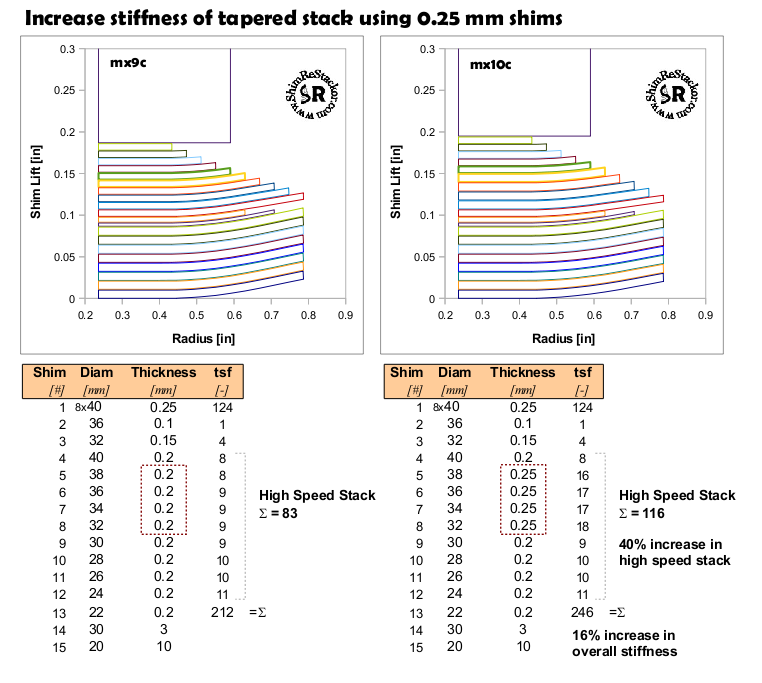 Increase stiffness of tapered stack using 0.25 mm shims
mx9c
www.ShimReStackor.com
SR
0.3
0.25
0.2
0.15
0.1
0.05
0
Shim Lift [in]
0.2 0.3 0.4 0.5 0.6 0.7 0.8 0.9
Radius [in]
mx10c
www.ShimReStackor.com
SR
0.3
0.25
0.2
0.15
0.1
0.05
0
Shim Lift [in]
0.2 0.3 0.4 0.5 0.6 0.7 0.8 0.9
Radius [in]
Shim Diam Thickness tsf
[#] [mm] [mm] [-]
1 8x40 0.25 124
2 36 0.1 1
3 32 0.15 4
4 40 0.2 8
5 38 0.2 8
6 36 0.2 9
7 34 0.2 9
8 32 0.2 9
9 30 0.2 9
10 28 0.2 10
11 26 0.2 10
12 24 0.2 11
13 22 0.2 212 =Σ
14 30 3
15 20 10
High Speed Stack
Σ = 83
Shim Diam Thickness tsf
[#] [mm] [mm] [-]
1 8x40 0.25 124
2 36 0.1 1
3 32 0.15 4
4 40 0.2 8
5 38 0.25 16
6 36 0.25 17
7 34 0.25 17
8 32 0.25 18
9 30 0.2 9
10 28 0.2 10
11 26 0.2 10
12 24 0.2 11
13 22 0.2 246 =Σ
14 30 3
15 20 10
High Speed Stack
Σ = 116
40% increase in
high speed stack
16% increase in
overall stiffness